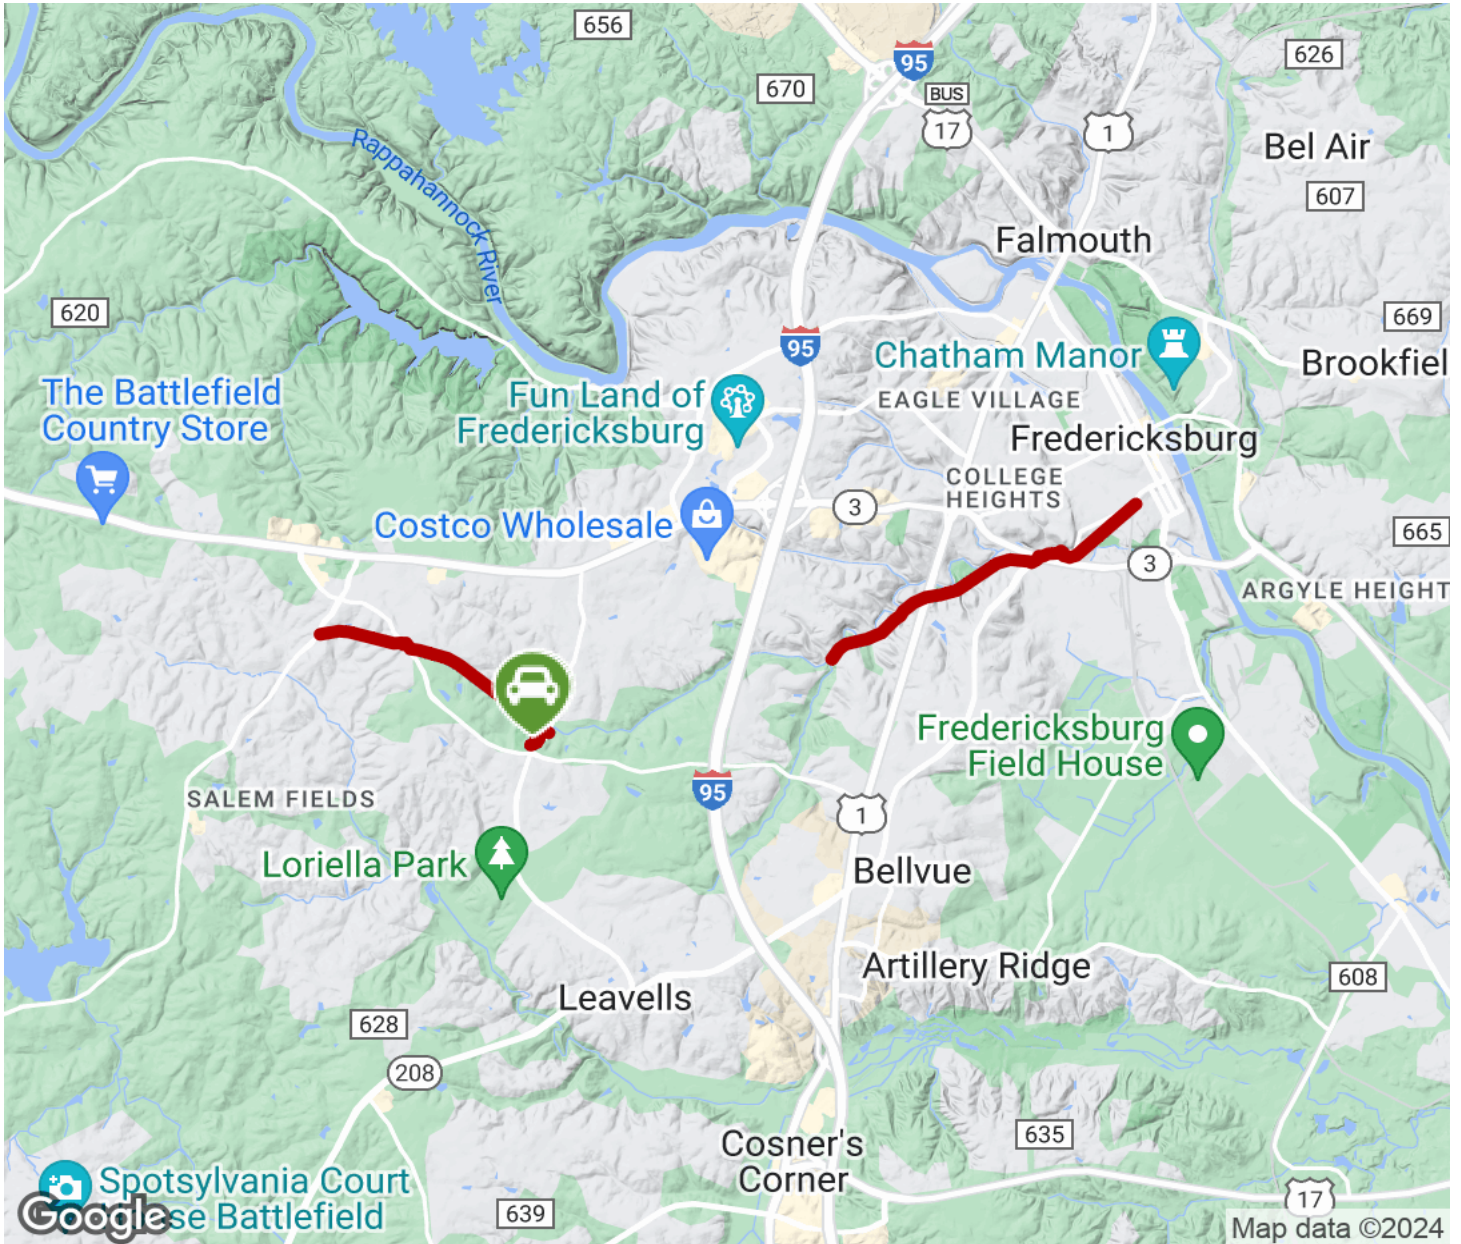 656
95
626
670
BUS
17
1
Bel Air
607
Rappahannock River
Falmouth
620
669
95
Chatham Manor
Brookfiel
The Battlefield
Country Store
Fun Land of
Fredericksburg
EAGLE VILLAGE
Fredericksburg
COLLEGE
HEIGHTS
Costco Wholesale
3
665
3
ARGYLE HEIGHT
Fredericksburg
Field House
95
SALEM FIELDS
1
Loriella Park
Bellvue
Artillery Ridge
608
Leavells
628
208
635
Cosner's
Corner
Spotsylvania Court
se Battlefield
Google
639
17
Map data ©2024